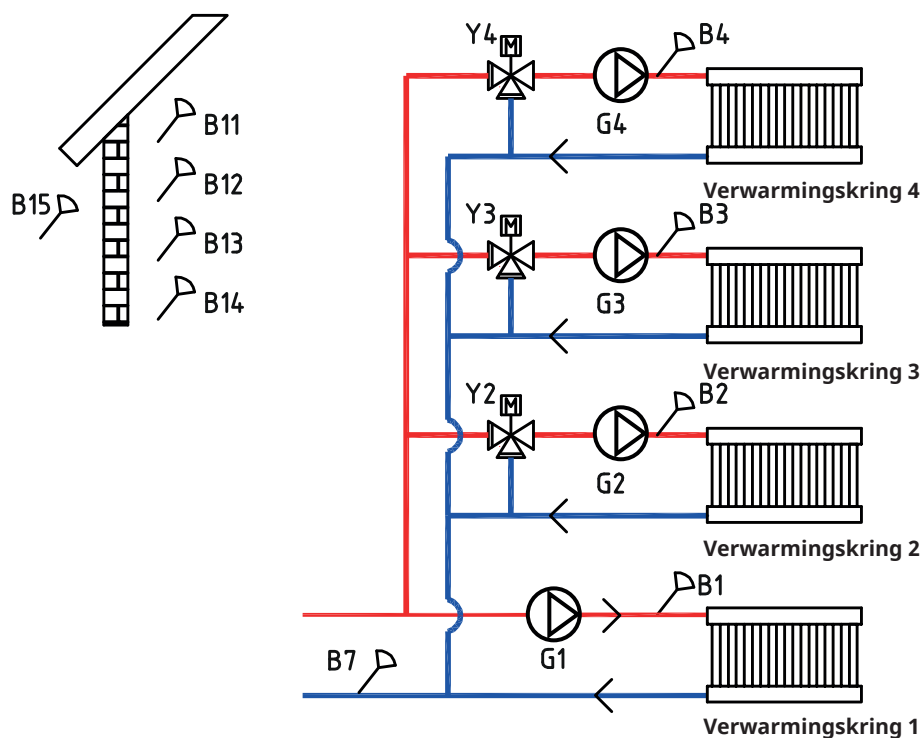 Y4
M
B4
G4
B11
B12
B15
B13
B14
Verwarmingskring 4
Y3
M
B3
G3
Verwarmingskring 3
Y2
M
B2
G2
Verwarmingskring 2
B1
G1
B7
Verwarmingskring 1